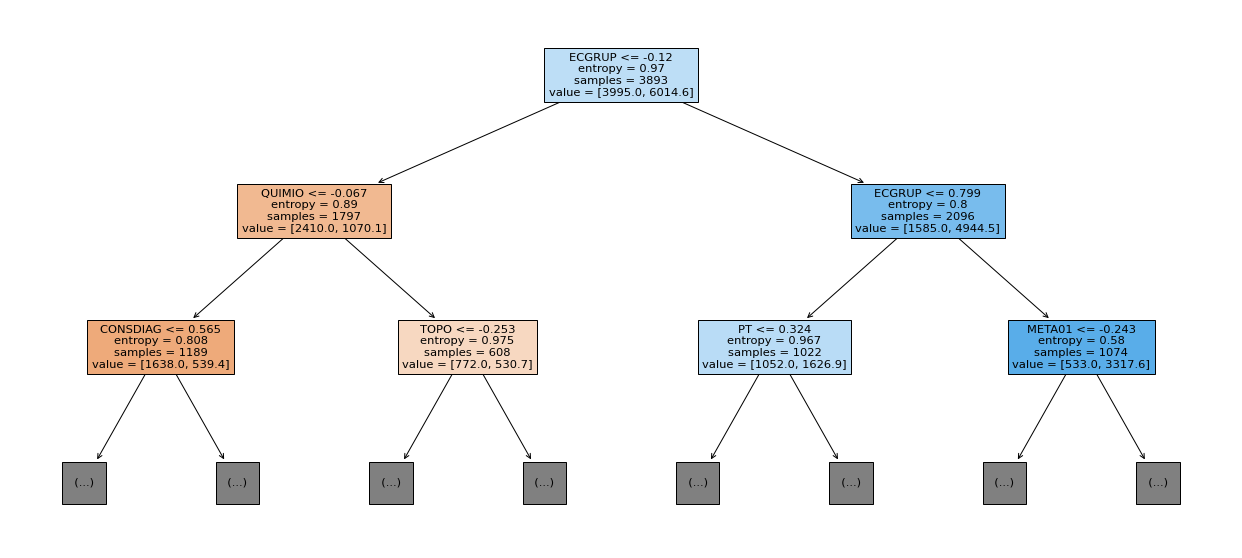 ECGRUP <= -0.12
entropy = 0.97
samples = 3893
value = [3995.0, 6014.6]
QUIMIO <= -0.067
entropy = 0.89
samples = 1797
value = [2410.0, 1070.1]
ECGRUP <= 0.799
entropy = 0.8
samples = 2096
value = [1585.0, 4944.5]
CONSDIAG <= 0.565
entropy = 0.808
samples = 1189
value = [1638.0, 539.4]
TOPO <= -0.253
entropy = 0.975
samples = 608
value = [772.0, 530.7]
PT <= 0.324
entropy = 0.967
samples = 1022
value = [1052.0, 1626.9]
META01 <= -0.243
entropy = 0.58
samples = 1074
value = [533.0, 3317.6]
(...)
(...)
(...)
(...)
(...)
(...)
(...)
(...)